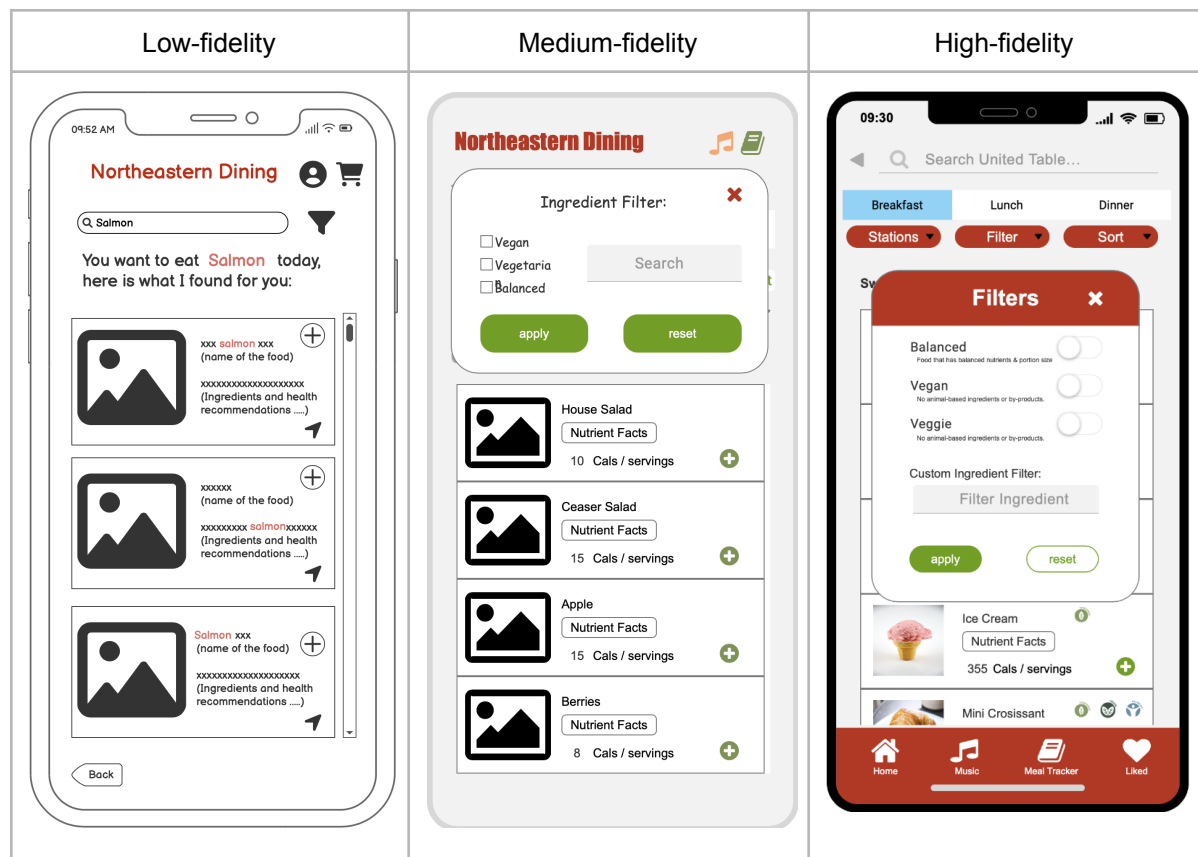 Low-fidelity
Medium-fidelity
High-fidelity
09:52 AM
Northeastern Dining
Salmon
You want to eat Salmon today,
here is what I found for you:
xxx salmon xxx
(name of the food)
xxxxxxxxxxxxxxxxxxxx
(Ingredients and health
recommendations .....)
xxxxxx
(name of the food)
xxxxxxxxx salmonxxxxxx
(Ingredients and health
recommendations .....)
Salmon xxx
(name of the food)
xxxxxxxxxxxxxxxxxxxx
(Ingredients and health
recommendations .....)
Back
Northeastern Dining
Ingredient Filter:
Vegan
Vegetaria
n
Balanced
Search
apply
reset
t
House Salad
Nutrient Facts
10 Cals / servings
Ceaser Salad
Nutrient Facts
15 Cals / servings
Apple
Nutrient Facts
15 Cals / servings
Berries
Nutrient Facts
8 Cals / servings
09:30
Search United Table...
Breakfast
Lunch
Dinner
Stations
Filter
Sort
Sw
Filters
Balanced
Food that has balanced nutrients & portion size
Vegan
No animal-based ingredients or by-products.
Veggie
No animal-based ingredients or by-products.
Custom Ingredient Filter:
Filter Ingredient
apply
reset
Ice Cream
Nutrient Facts
355 Cals / servings
Mini Crosissant
Home
Music
Meal Tracker
Liked